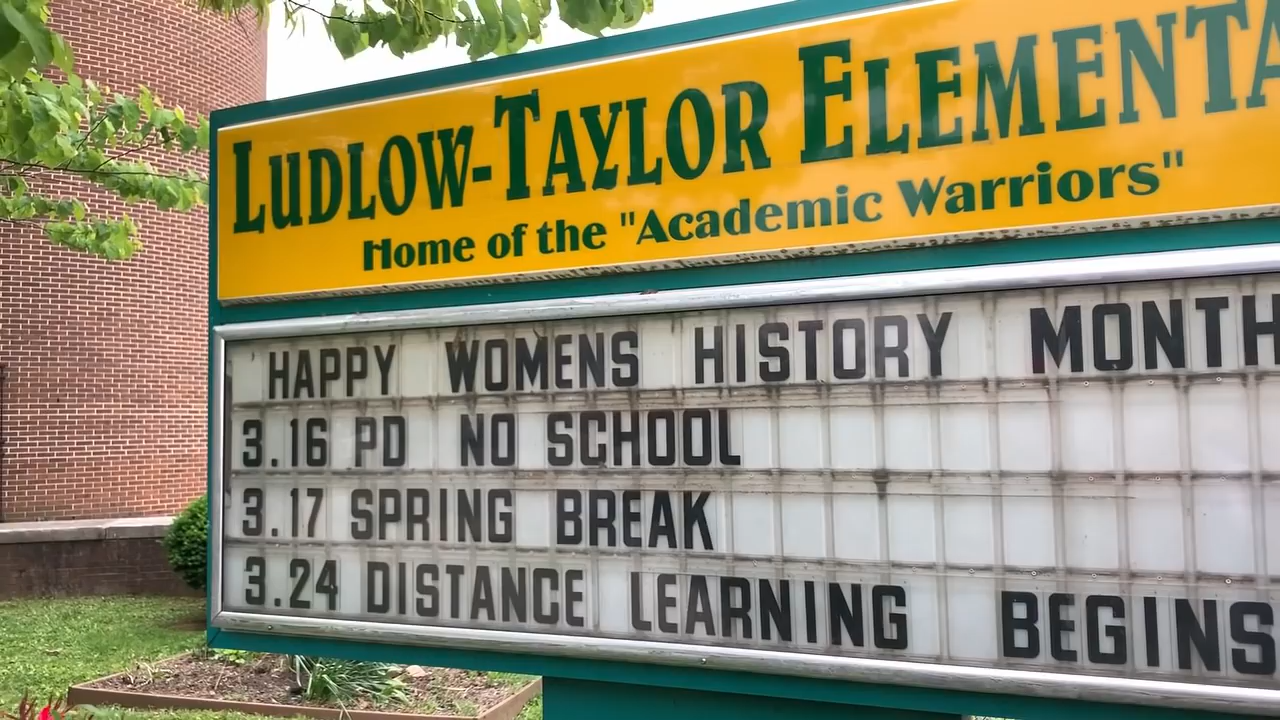 LUDLOW-TAYLOR ELEMENTA
Home of the "Academic Warriors"
HAPPY WOMENS HISTORY MONTH
3.16 PD NO SCHOOL
3.17 SPRING BREAK
3.24 DISTANCE LEARNING BEGINS